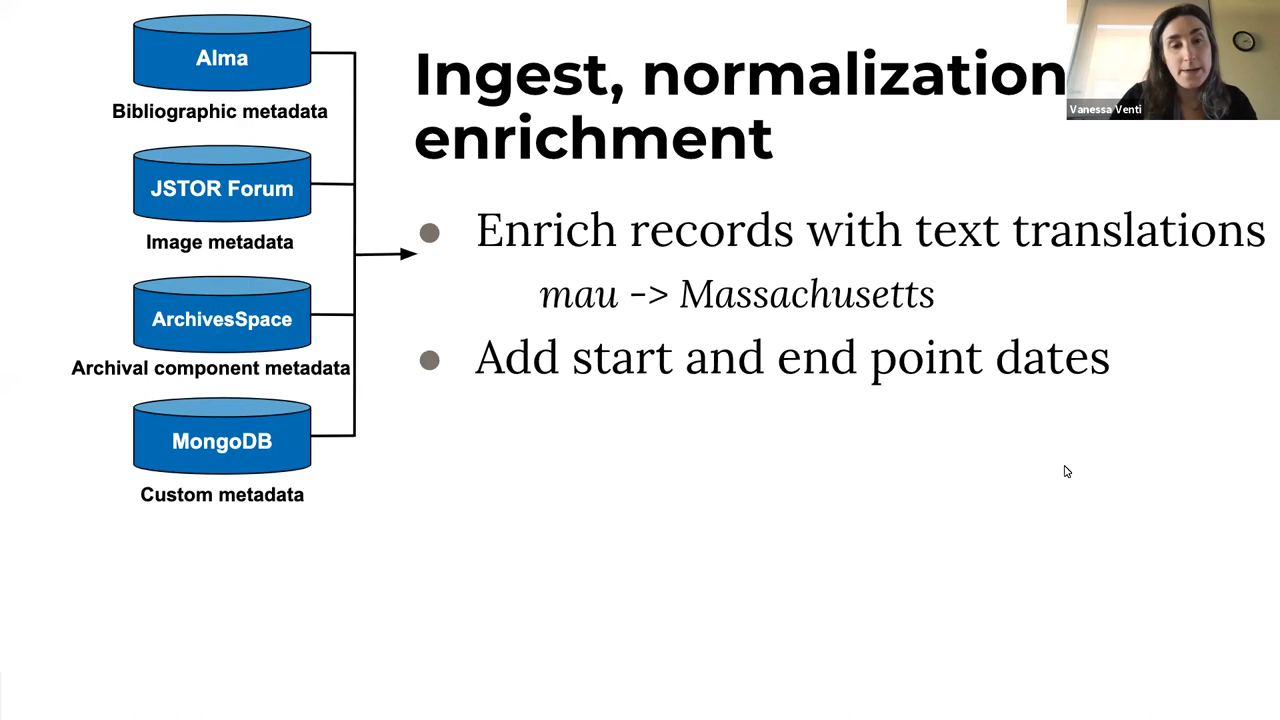 Alma
Bibliographic metadata
JSTOR Forum
Image metadata
ArchivesSpace
Archival component metadata
MongoDB
Custom metadata
Ingest, normalization
enrichment
● Enrich records with text translations
mau -> Massachusetts
● Add start and end point dates
Vanessa Venti